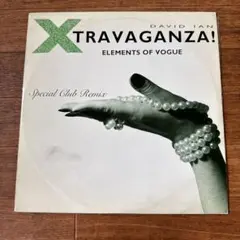 DAVID IAN
XTRAVAGANZA!
ELEMENTS OF VOGUE
Special Club Remix